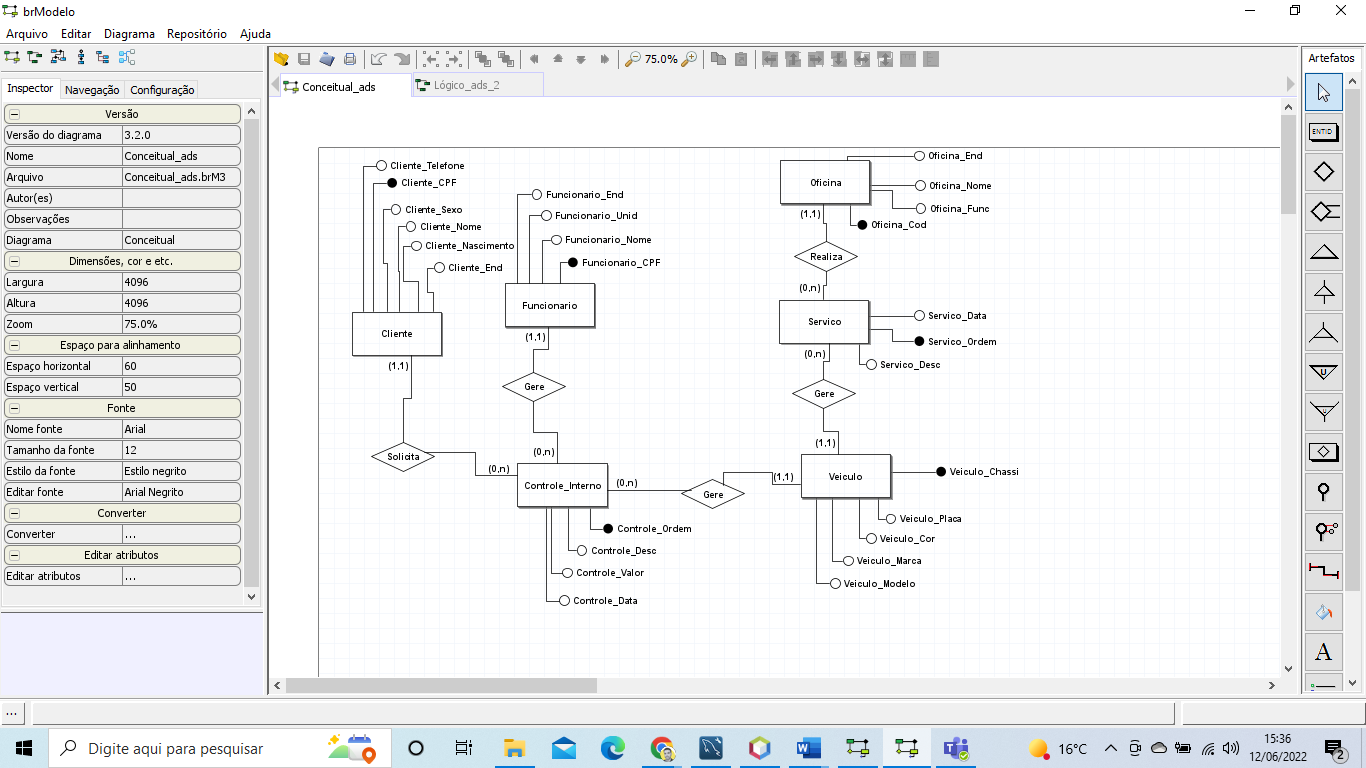 brModelo
Arquivo Editar Diagrama Repositório Ajuda
75.0%
Inspector Navegação Configuração
Conceitual_ads Lógico_ads_2
Artefatos
Versão
Versão do diagrama 3.2.0
Nome Conceitual_ads
Arquivo Conceitual_ads.brM3
Autor(es)
Observações
Diagrama Conceitual
Dimensões, cor e etc.
Largura 4096
Altura 4096
Zoom 75.0%
Espaço para alinhamento
Espaço horizontal 60
Espaço vertical 50
Fonte
Nome fonte Arial
Tamanho da fonte 12
Estilo da fonte Estilo negrito
Editar fonte Arial Negrito
Converter
Converter ...
Editar atributos
Editar atributos ...
Cliente_Telefone
Cliente_CPF
Cliente_Sexo
Cliente_Nome
Cliente_Nascimento
Cliente_End
Cliente
(1,1)
Solicita
(0,n)
Funcionario_End
Funcionario_Unid
Funcionario_Nome
Funcionario_CPF
Funcionario
(1,1)
Gere
(0,n)
Controle_Interno
(0,n)
Gere
(1,1)
Controle_Ordem
Controle_Desc
Controle_Valor
Controle_Data
Oficina_End
Oficina
Oficina_Nome
Oficina_Func
Oficina_Cod
(1,1)
Realiza
(0,n)
Servico
Servico_Data
Servico_Ordem
Servico_Desc
(0,n)
Gere
(1,1)
Veiculo
Veiculo_Chassi
Veiculo_Placa
Veiculo_Cor
Veiculo_Marca
Veiculo_Modelo
ENTID
U
U
A
...
Digite aqui para pesquisar
16°C
15:36
12/06/2022
2